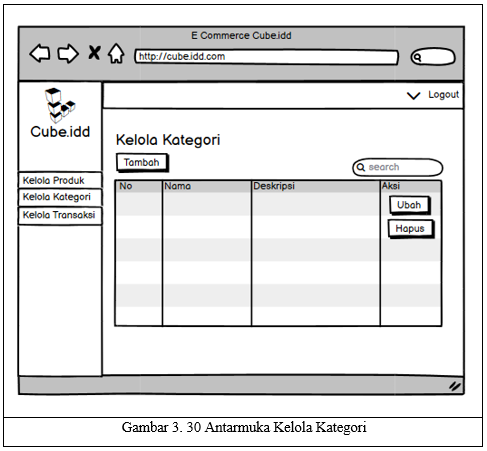 E Commerce Cube.idd
http://cube.idd.com
Logout
Cube.idd
Kelola Produk
Kelola Kategori
Kelola Transaksi
Kelola Kategori
Tambah
search
No Nama Deskripsi Aksi
Ubah
Hapus
Gambar 3. 30 Antarmuka Kelola Kategori